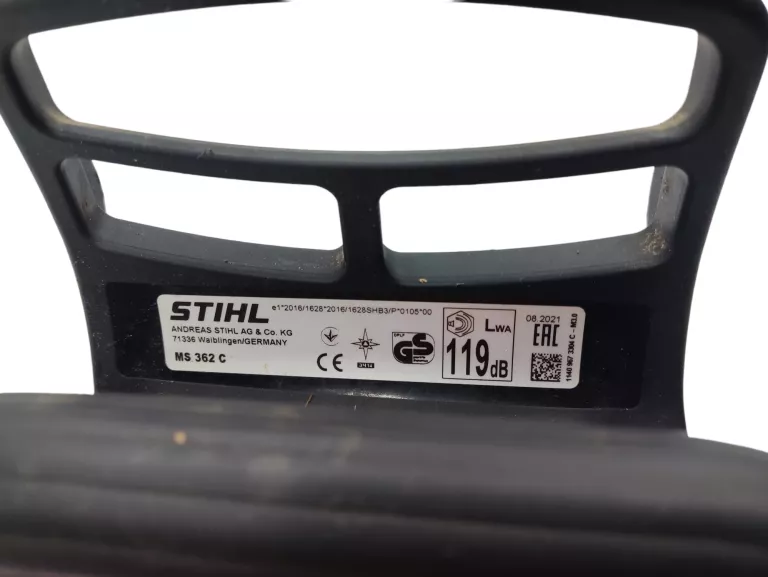 STIHL
e1*2016/1628*2016/1628SHB3/P*0105*00
ANDREAS STIHL AG & Co. KG
71336 Waiblingen/GERMANY
MS 362 C
CE
GS
LWA
119dB
08.2021
EAC